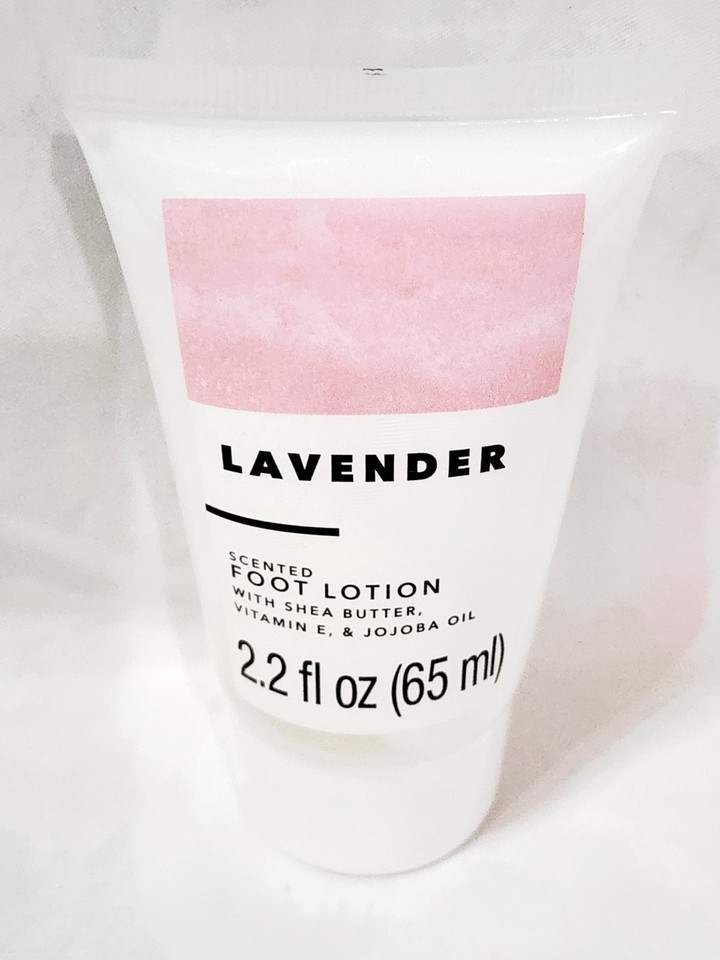 LAVENDER
SCENTED
FOOT LOTION
WITH SHEA BUTTER,
VITAMIN E, & JOJOBA OIL
2.2 fl oz (65 ml)